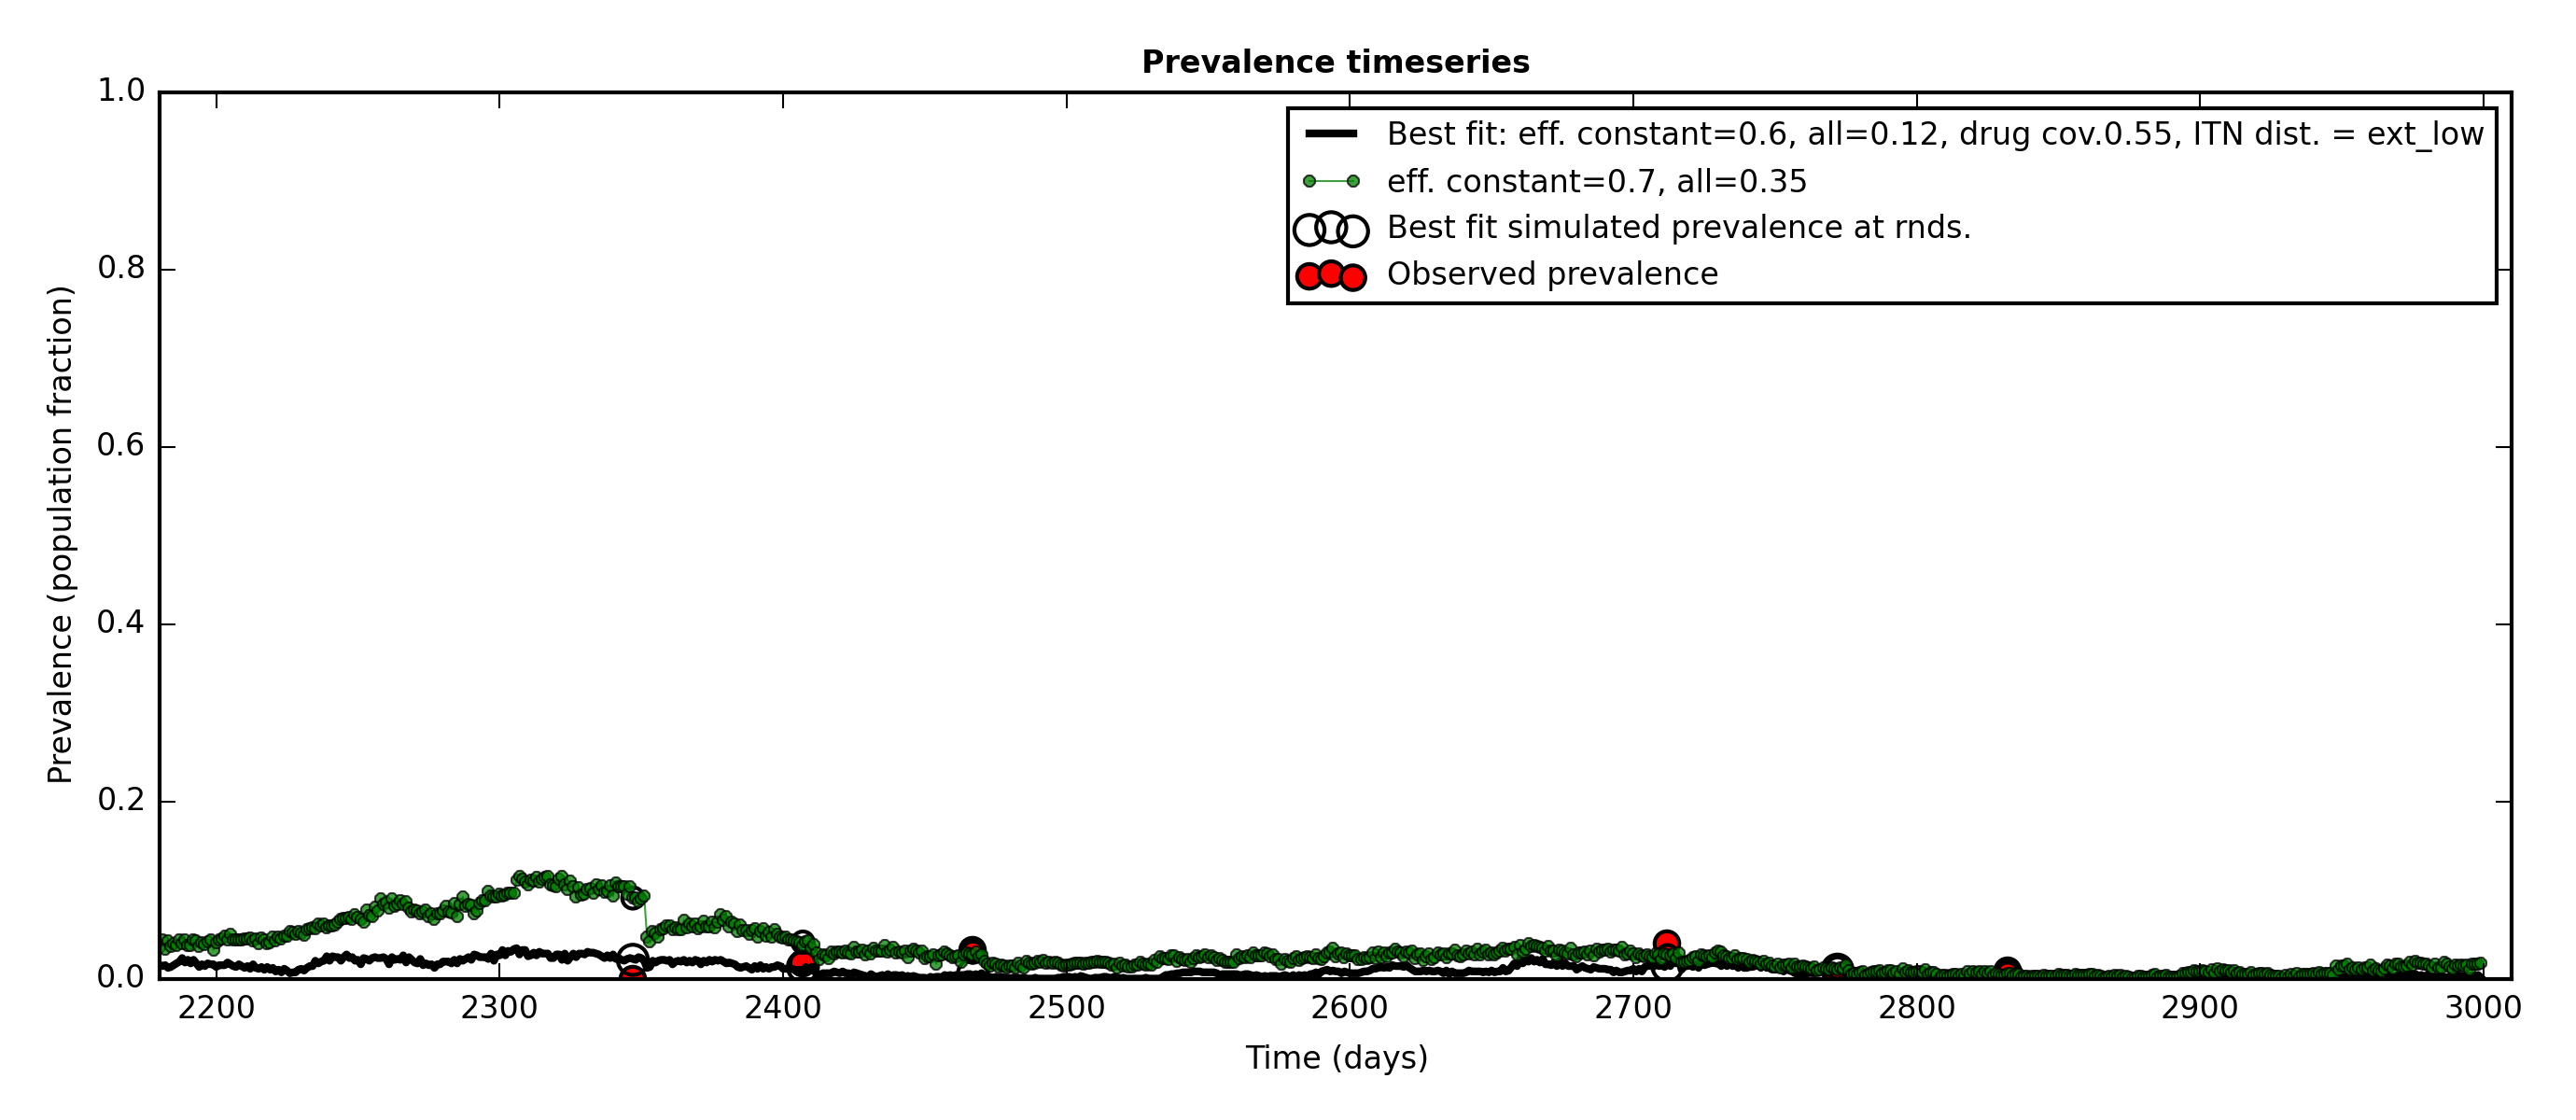 Prevalence timeseries
1.0
0.8
0.6
0.4
0.2
0.0
Prevalence (population fraction)
Best fit: eff. constant=0.6, all=0.12, drug cov.0.55, ITN dist. = ext_low
eff. constant=0.7, all=0.35
Best fit simulated prevalence at rnds.
Observed prevalence
2200 2300 2400 2500 2600 2700 2800 2900 3000
Time (days)